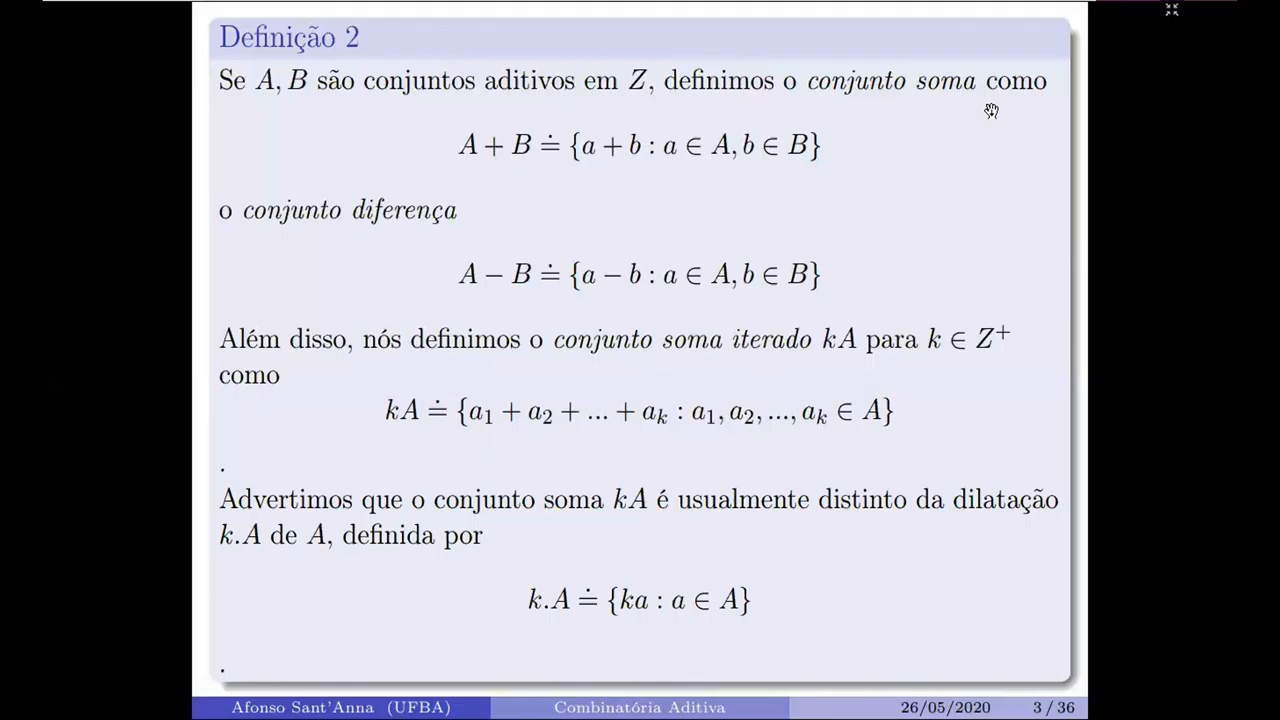 Definição 2
Se A, B são conjuntos aditivos em Z, definimos o conjunto soma como
A + B ≐ {a + b : a ∈ A, b ∈ B}
o conjunto diferença
A − B ≐ {a − b : a ∈ A, b ∈ B}
Além disso, nós definimos o conjunto soma iterado kA para k ∈ Z⁺
como
kA ≐ {a₁ + a₂ + ... + aₖ : a₁, a₂, ..., aₖ ∈ A}
.
Advertimos que o conjunto soma kA é usualmente distinto da dilatação
k.A de A, definida por
k.A ≐ {ka : a ∈ A}
.
Afonso Sant'Anna (UFBA) Combinatória Aditiva 26/05/2020 3 / 36